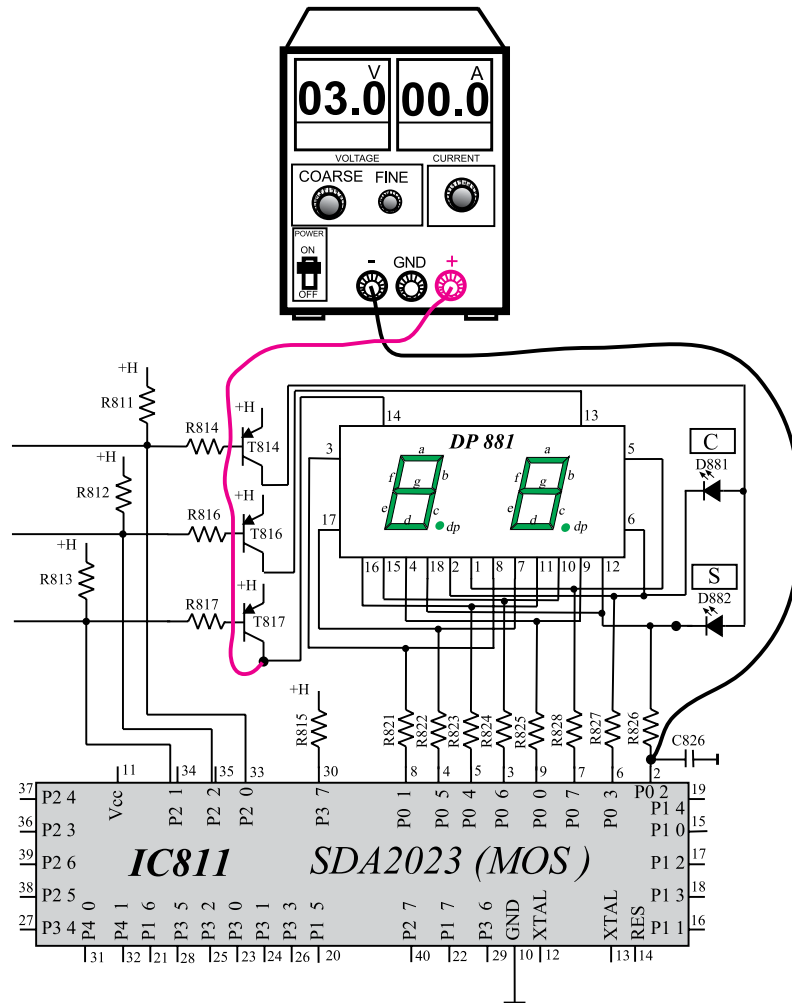 V A
03.0 00.0
VOLTAGE CURRENT
COARSE FINE
POWER
ON
OFF
- GND +
+H
R811
+H
R814
T814
14 13
3 DP 881 5
C
D881
a a
f b f b
g g
e c e c
d d
dp dp
+H
R812
+H
R816
T816
17 6
16 15 4 18 2 1 8 7 11 10 9 12
+H
R813
+H
R817
T817
S
D882
+H
R815 R821 R822 R823 R824 R825 R828 R827 R826
C826
11 34 35 33 30 8 4 5 3 9 7 6 2
37 P2 4 Vcc P2 1 P2 2 P2 0 P3 7 P0 1 P0 5 P0 4 P0 6 P0 0 P0 7 P0 3 P0 2
P1 4 19
36 P2 3 P1 0 15
39 P2 6 IC811 SDA2023 (MOS ) P1 2 17
38 P2 5 P1 3 18
27 P3 4 P4 0 P4 1 P1 6 P3 5 P3 2 P3 0 P3 1 P3 3 P1 5 P2 7 P1 7 P3 6 GND XTAL XTAL RES P1 1 16
31 32 21 28 25 23 24 26 20 40 22 29 10 12 13 14